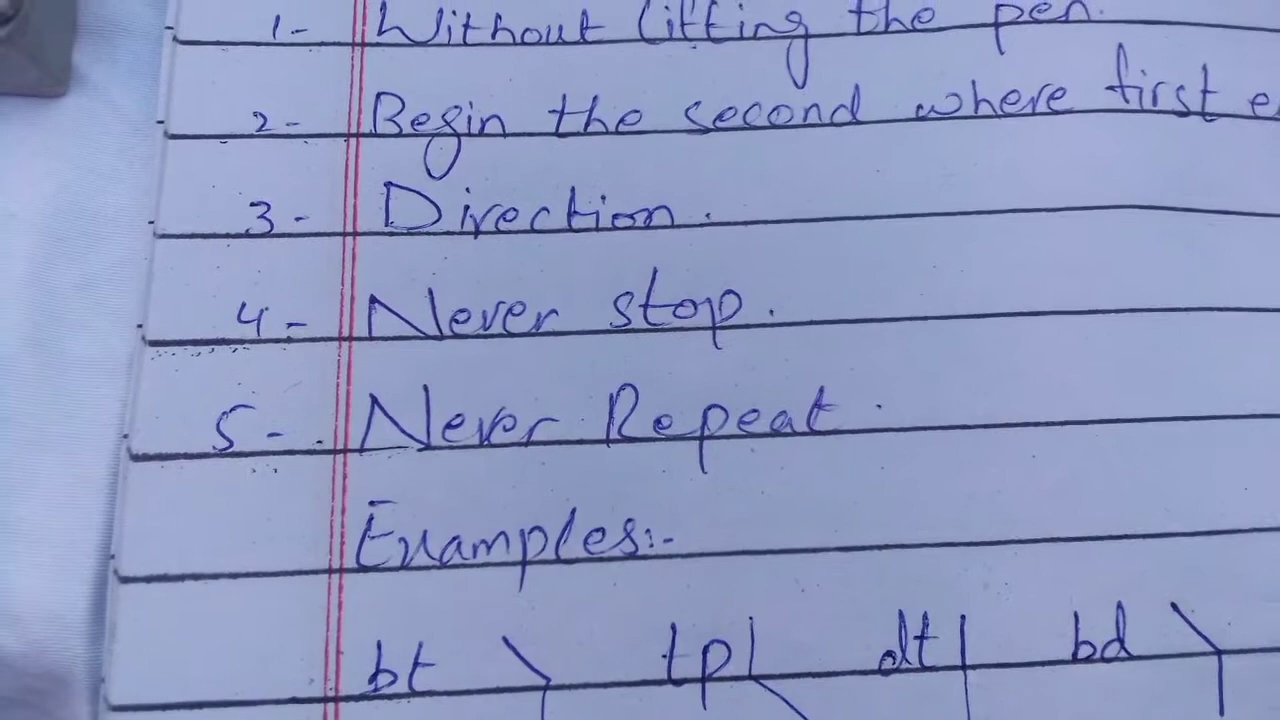 1- Without lifting the pen.
2- Begin the second where first
3- Direction.
4- Never stop.
5- Never Repeat.
Examples:-
bt tp dt bd